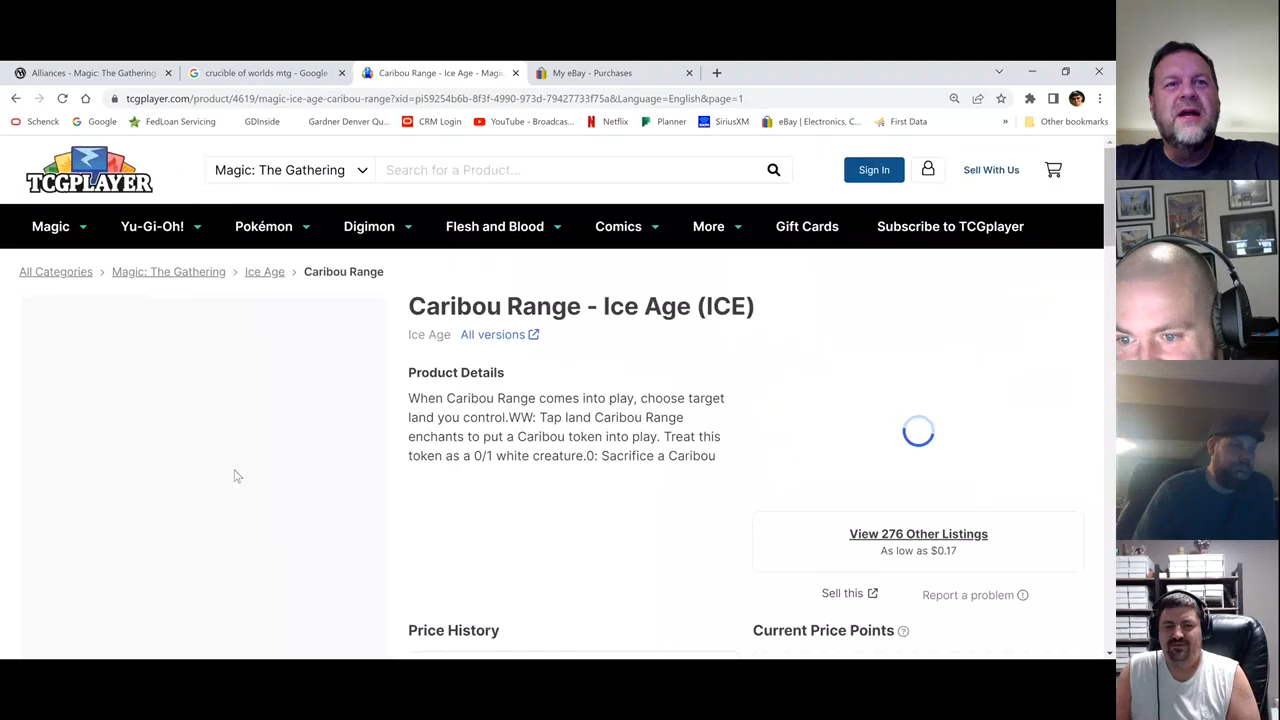 Alliances - Magic: The Gathering
crucible of worlds mtg - Google
Caribou Range - Ice Age - Magic
My eBay - Purchases
tcgplayer.com/product/4619/magic-ice-age-caribou-range?xid=pi59254b6b-8f3f-4990-973d-79427733f75a&Language=English&page=1
Schenck
Google
FedLoan Servicing
GDInside
Gardner Denver Qu...
CRM Login
YouTube - Broadcas...
Netflix
Planner
SiriusXM
eBay | Electronics, C...
First Data
»
Other bookmarks
TCGPLAYER
Magic: The Gathering
Search for a Product...
Sign In
Sell With Us
Magic
Yu-Gi-Oh!
Pokémon
Digimon
Flesh and Blood
Comics
More
Gift Cards
Subscribe to TCGplayer
All Categories > Magic: The Gathering > Ice Age > Caribou Range
Caribou Range - Ice Age (ICE)
Ice Age All versions
Product Details
When Caribou Range comes into play, choose target
land you control.WW: Tap land Caribou Range
enchants to put a Caribou token into play. Treat this
token as a 0/1 white creature.0: Sacrifice a Caribou
View 276 Other Listings
As low as $0.17
Sell this
Report a problem
Price History
Current Price Points